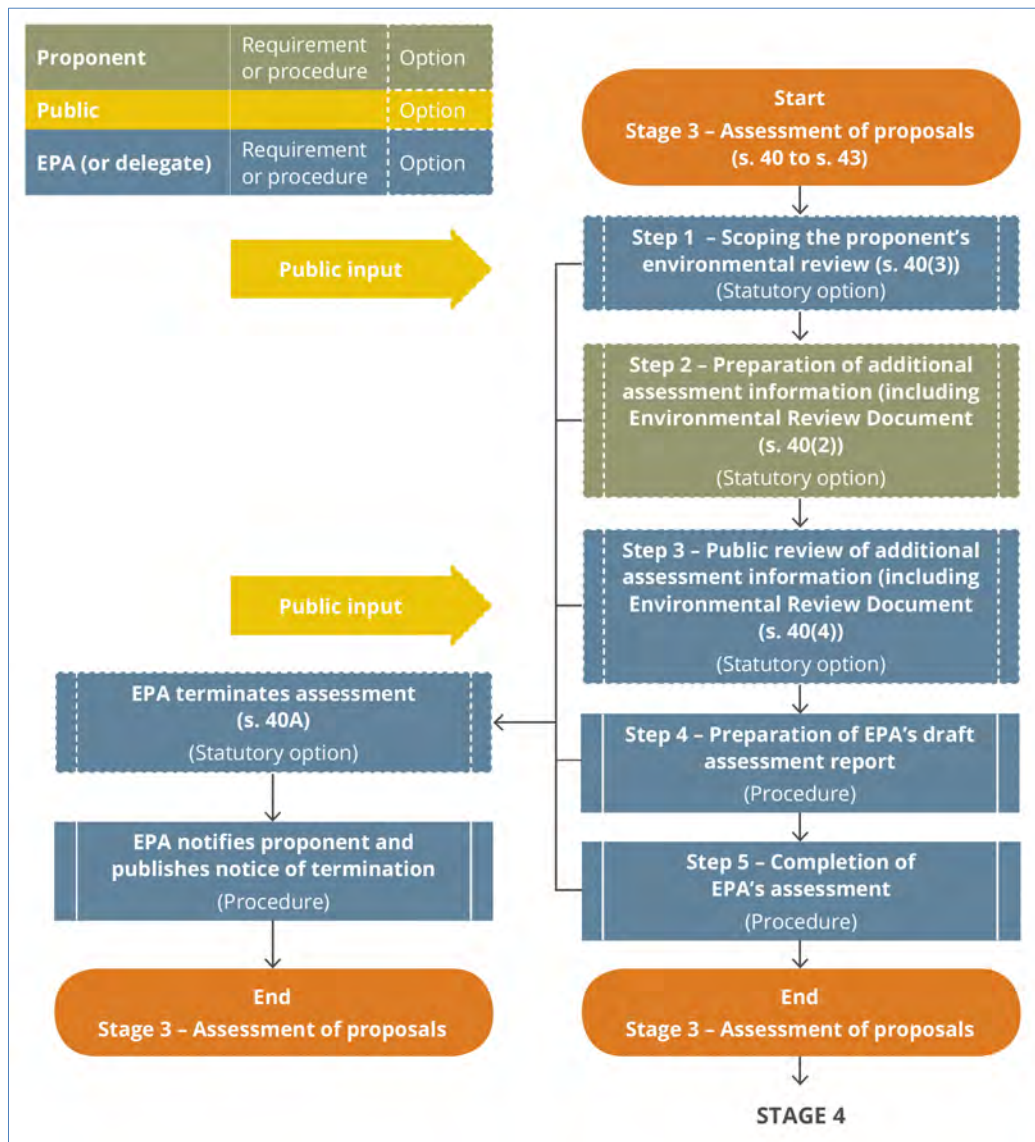 Proponent
Requirement
or procedure
Option
Public
Option
EPA (or delegate)
Requirement
or procedure
Option
Start
Stage 3 – Assessment of proposals
(s. 40 to s. 43)
Public input
Step 1 – Scoping the proponent's
environmental review (s. 40(3))
(Statutory option)
Step 2 – Preparation of additional
assessment information (including
Environmental Review Document
(s. 40(2))
(Statutory option)
Public input
Step 3 – Public review of additional
assessment information (including
Environmental Review Document
(s. 40(4))
(Statutory option)
EPA terminates assessment
(s. 40A)
(Statutory option)
Step 4 – Preparation of EPA's draft
assessment report
(Procedure)
EPA notifies proponent and
publishes notice of termination
(Procedure)
Step 5 – Completion of
EPA's assessment
(Procedure)
End
Stage 3 – Assessment of proposals
End
Stage 3 – Assessment of proposals
STAGE 4